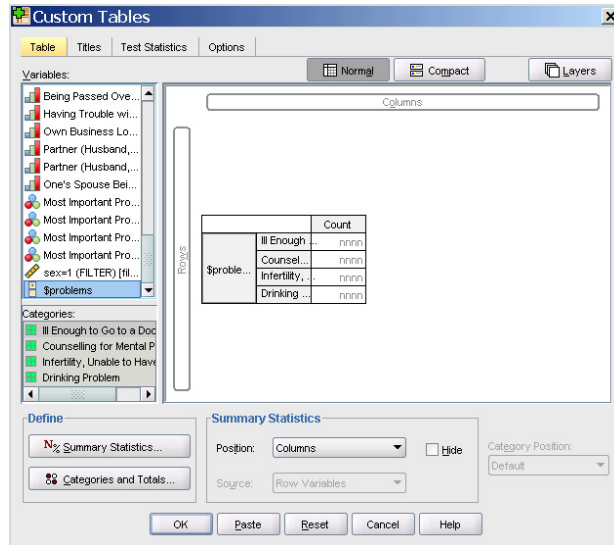 Custom Tables
Table Titles Test Statistics Options
Variables:
Normal Compact Layers
Being Passed Ove...
Having Trouble wi...
Own Business Lo...
Partner (Husband,...
Partner (Husband,...
One's Spouse Bei...
Most Important Pro...
Most Important Pro...
Most Important Pro...
Most Important Pro...
sex=1 (FILTER) [fil...
$problems
Columns
Rows
Count
$proble...
Ill Enough ... nnnn
Counsel... nnnn
Infertility, ... nnnn
Drinking ... nnnn
Categories:
Ill Enough to Go to a Doc
Counselling for Mental P
Infertility, Unable to Have
Drinking Problem
Define
N% Summary Statistics...
Categories and Totals...
Summary Statistics
Position: Columns Hide
Source: Row Variables
Category Position:
Default
OK Paste Reset Cancel Help